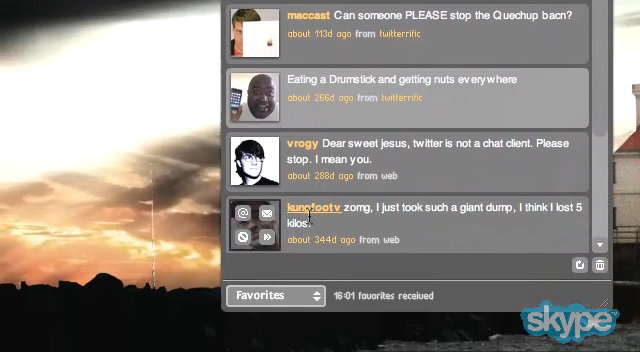 maccast Can someone PLEASE stop the Quechup bacn?
about 113d ago from twitterrific
Eating a Drumstick and getting nuts everywhere
about 266d ago from twitterrific
vrogy Dear sweet jesus, twitter is not a chat client. Please
stop. I mean you.
about 288d ago from web
kungfootv zomg, I just took such a giant dump, I think I lost 5
kilos.
about 344d ago from web
Favorites
16:01 favorites received
skype